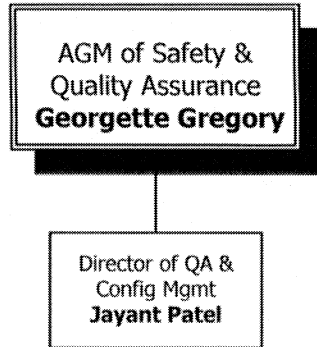 AGM of Safety &
Quality Assurance
Georgette Gregory
Director of QA &
Config Mgmt
Jayant Patel